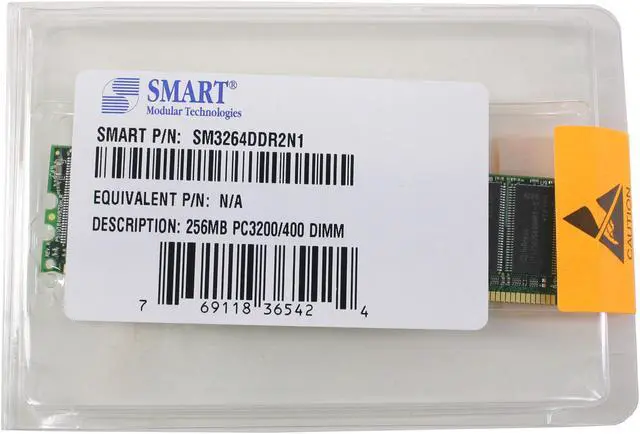 SMART®
Modular Technologies
SMART P/N: SM3264DDR2N1
EQUIVALENT P/N: N/A
DESCRIPTION: 256MB PC3200/400 DIMM
7 69118 36542 4
CAUTION